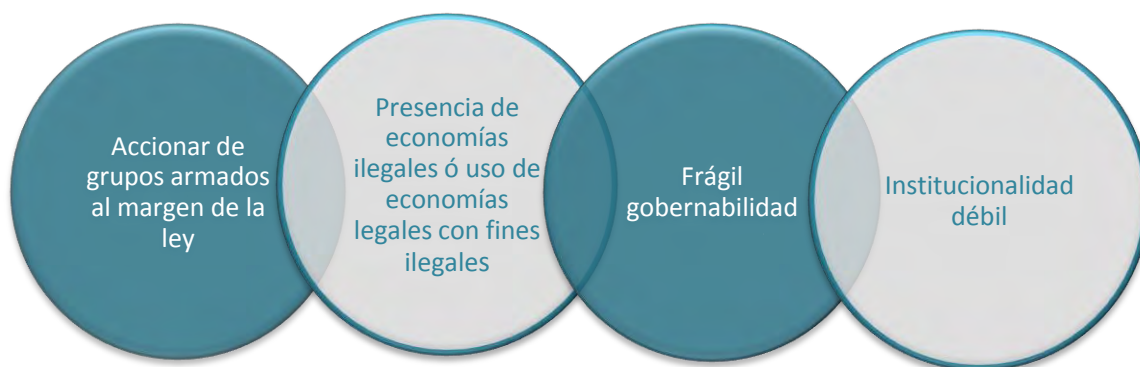 Accionar de
grupos armados
al margen de la
ley
Presencia de
economías
ilegales ó uso de
economías
legales con fines
ilegales
Frágil
gobernabilidad
Institucionalidad
débil